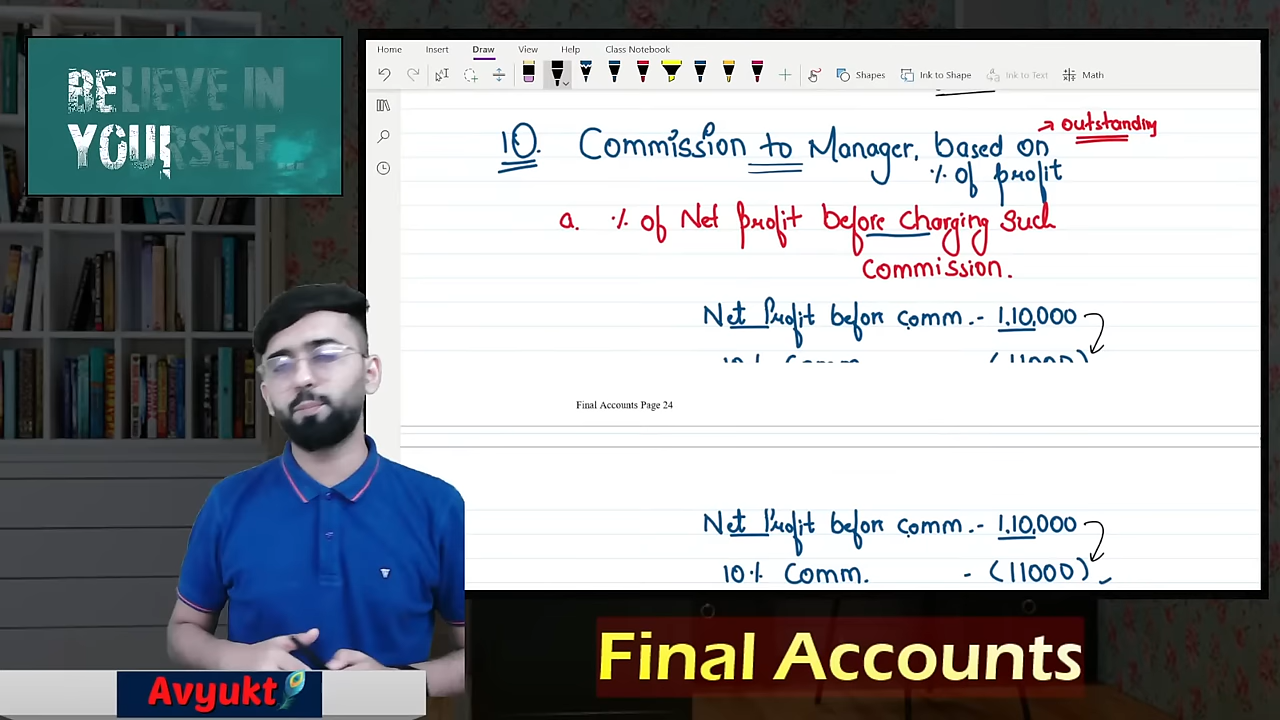 BELIEVE IN
YOURSELF...
Home Insert Draw View Help Class Notebook
Shapes Ink to Shape Ink to Text Math
10. Commission to Manager, based on → outstanding
% of profit
a. % of Net Profit before charging such
Commission.
Net Profit before comm. - 1,10,000
10% Comm. (11000)
Final Accounts Page 24
Net Profit before comm. - 1,10,000
10% Comm. - (11000)
Final Accounts
Avyukt